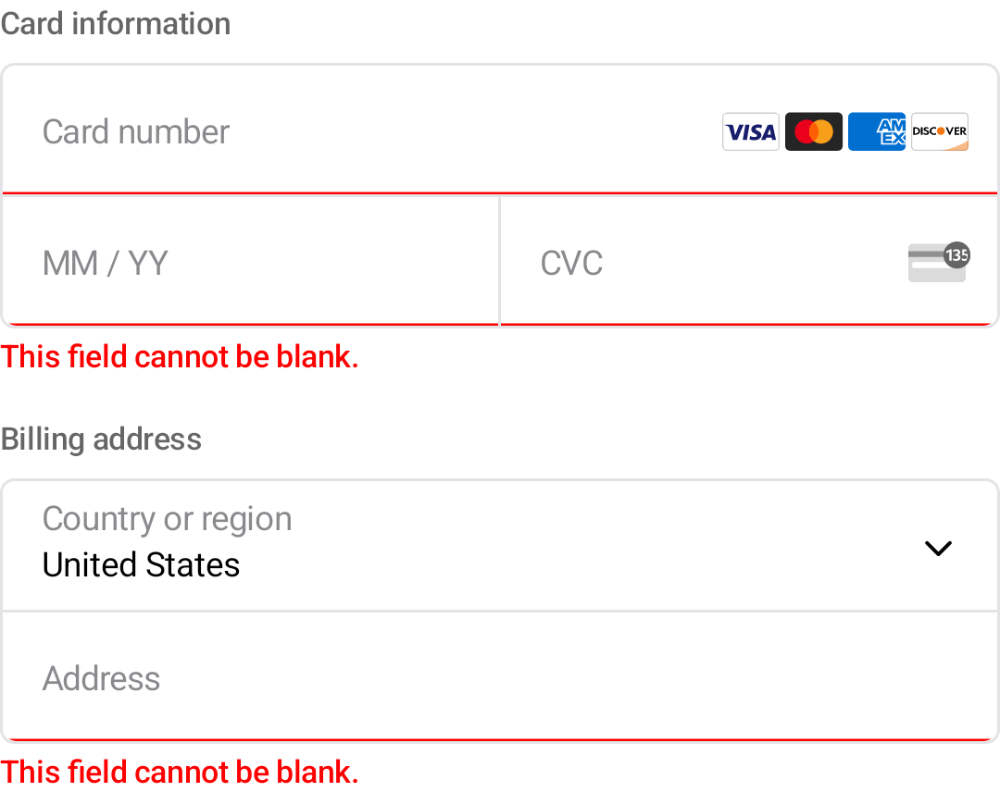 Card information
Card number VISA AMEX DISCOVER
MM / YY CVC 135
This field cannot be blank.
Billing address
Country or region
United States
Address
This field cannot be blank.